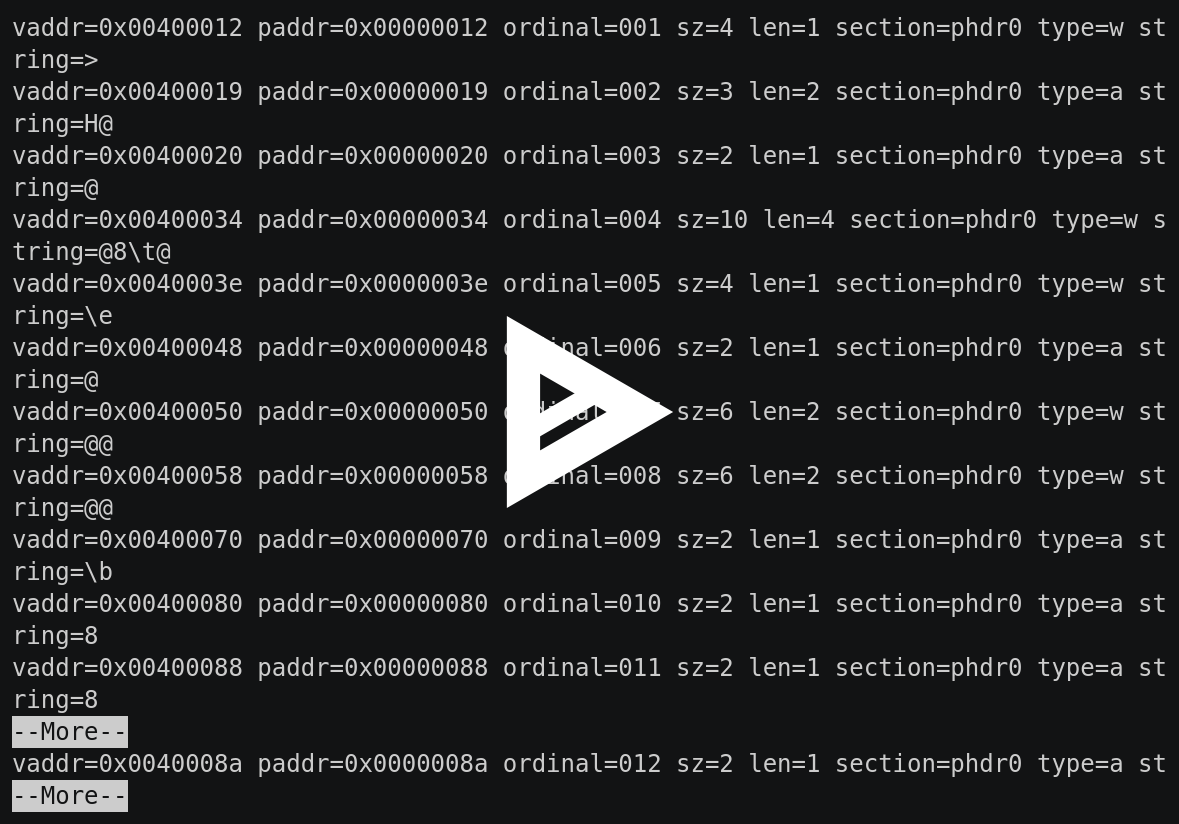 vaddr=0x00400012 paddr=0x00000012 ordinal=001 sz=4 len=1 section=phdr0 type=w st
ring=>
vaddr=0x00400019 paddr=0x00000019 ordinal=002 sz=3 len=2 section=phdr0 type=a st
ring=H@
vaddr=0x00400020 paddr=0x00000020 ordinal=003 sz=2 len=1 section=phdr0 type=a st
ring=@
vaddr=0x00400034 paddr=0x00000034 ordinal=004 sz=10 len=4 section=phdr0 type=w s
tring=@8\t@
vaddr=0x0040003e paddr=0x0000003e ordinal=005 sz=4 len=1 section=phdr0 type=w st
ring=\e
vaddr=0x00400048 paddr=0x00000048 ordinal=006 sz=2 len=1 section=phdr0 type=a st
ring=@
vaddr=0x00400050 paddr=0x00000050 sz=6 len=2 section=phdr0 type=w st
ring=@@
vaddr=0x00400058 paddr=0x00000058 ordinal=008 sz=6 len=2 section=phdr0 type=w st
ring=@@
vaddr=0x00400070 paddr=0x00000070 ordinal=009 sz=2 len=1 section=phdr0 type=a st
ring=\b
vaddr=0x00400080 paddr=0x00000080 ordinal=010 sz=2 len=1 section=phdr0 type=a st
ring=8
vaddr=0x00400088 paddr=0x00000088 ordinal=011 sz=2 len=1 section=phdr0 type=a st
ring=8
--More--
vaddr=0x0040008a paddr=0x0000008a ordinal=012 sz=2 len=1 section=phdr0 type=a st
--More--